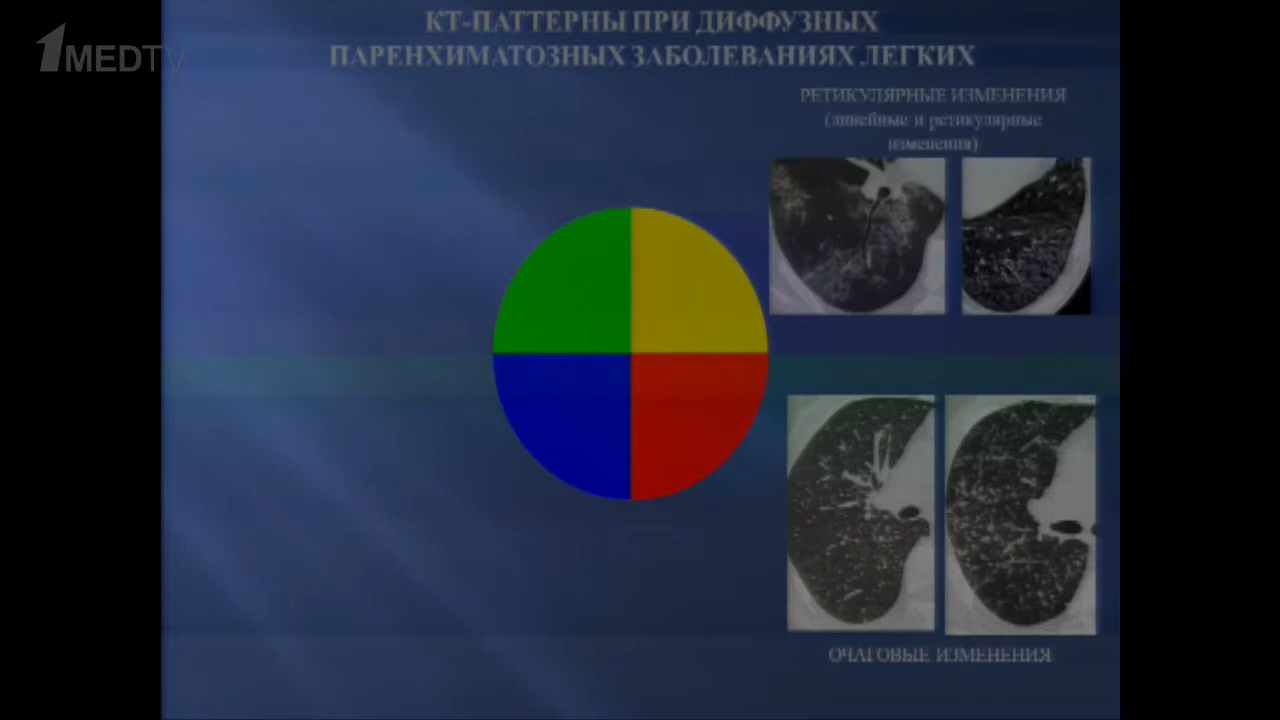 1MEDTV
КТ-ПАТТЕРНЫ ПРИ ДИФФУЗНЫХ
ПАРЕНХИМАТОЗНЫХ ЗАБОЛЕВАНИЯХ ЛЕГКИХ
РЕТИКУЛЯРНЫЕ ИЗМЕНЕНИЯ
(линейные и ретикулярные
изменения)
ОЧАГОВЫЕ ИЗМЕНЕНИЯ